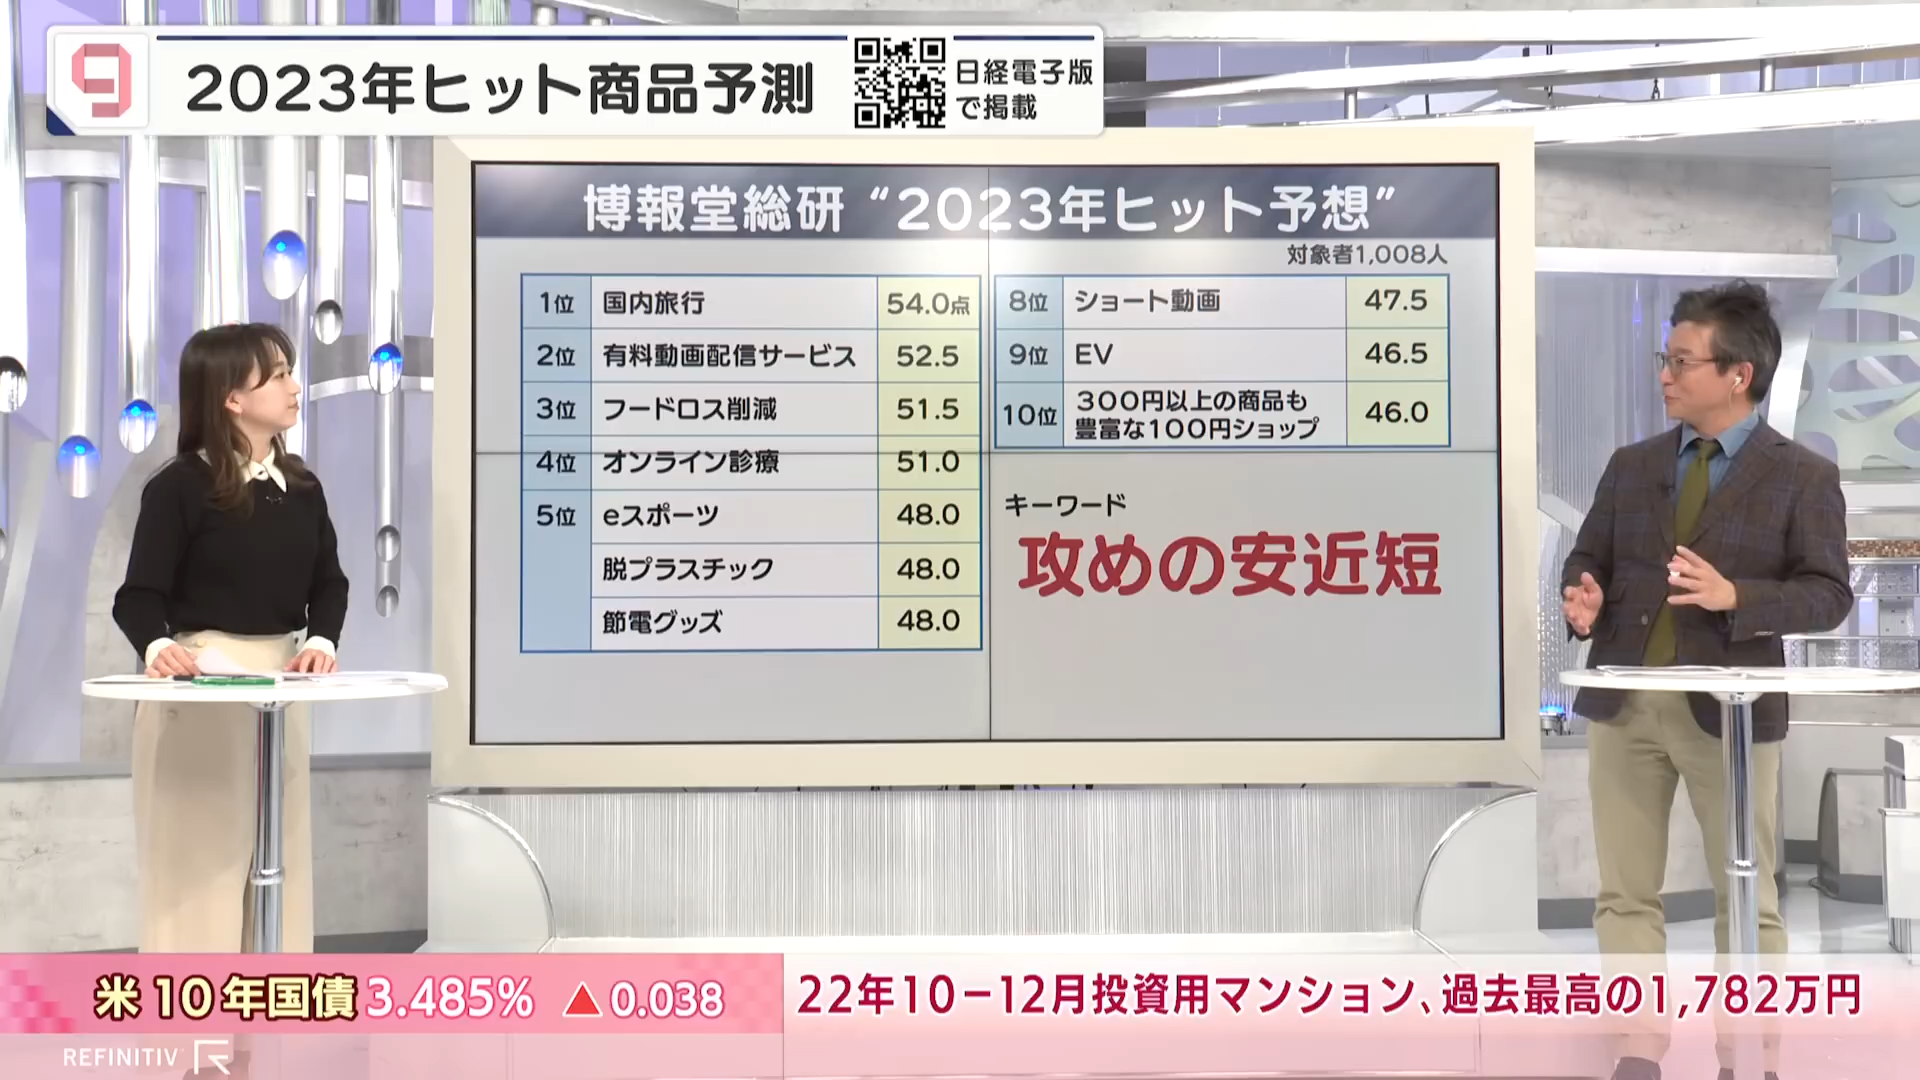 9
2023年ヒット商品予測
日経電子版
で掲載
博報堂総研 “2023年ヒット予想”
対象者1,008人
1位 国内旅行 54.0点
2位 有料動画配信サービス 52.5
3位 フードロス削減 51.5
4位 オンライン診療 51.0
5位 eスポーツ 48.0
脱プラスチック 48.0
節電グッズ 48.0
8位 ショート動画 47.5
9位 EV 46.5
10位 300円以上の商品も
豊富な100円ショップ 46.0
キーワード
攻めの安近短
米10年国債 3.485% ▲0.038
22年10−12月投資用マンション、過去最高の1,782万円
REFINITIV